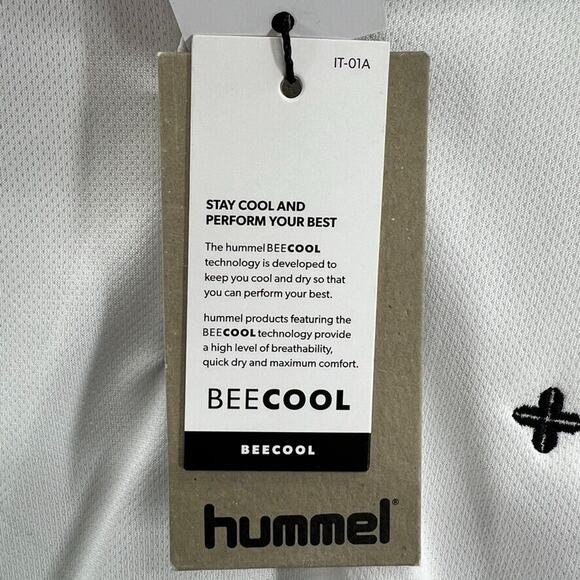 IT-01A
STAY COOL AND
PERFORM YOUR BEST
The hummel BEECOOL
technology is developed to
keep you cool and dry so that
you can perform your best.
hummel products featuring the
BEECOOL technology provide
a high level of breathability,
quick dry and maximum comfort.
BEECOOL
BEECOOL
hummel®